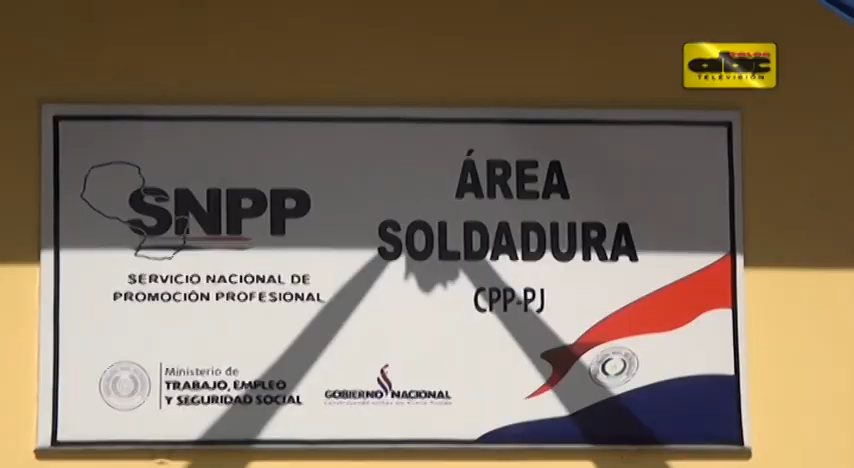 abc
TELEVISIÓN
SNPP
SERVICIO NACIONAL DE
PROMOCIÓN PROFESIONAL
Ministerio de
TRABAJO, EMPLEO
Y SEGURIDAD SOCIAL
GOBIERNO NACIONAL
ÁREA
SOLDADURA
CPP-PJ